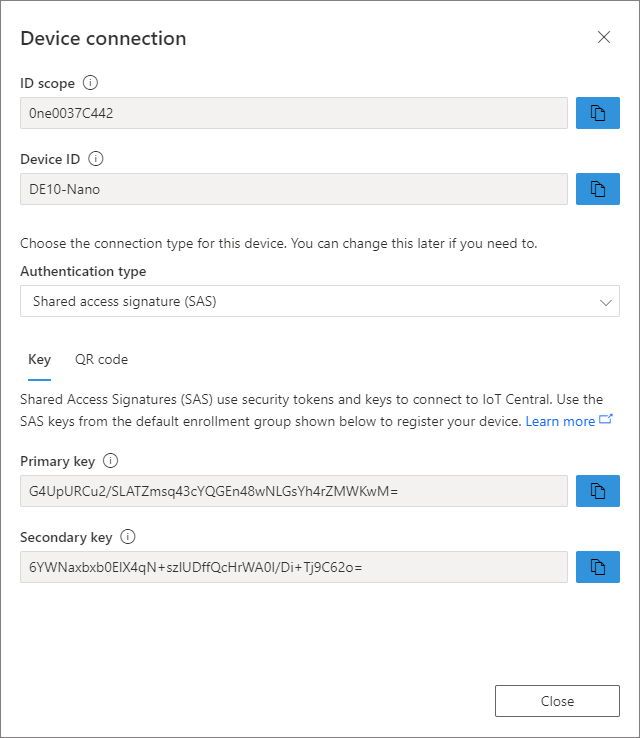 Device connection
ID scope
0ne0037C442
Device ID
DE10-Nano
Choose the connection type for this device. You can change this later if you need to.
Authentication type
Shared access signature (SAS)
Key QR code
Shared Access Signatures (SAS) use security tokens and keys to connect to IoT Central. Use the
SAS keys from the default enrollment group shown below to register your device. Learn more
Primary key
G4UpURCu2/SLATZmsq43cYQGEn48wNLGsYh4rZMWKwM=
Secondary key
6YWNaxbxb0EIX4qN+szIUDffQcHrWA0I/Di+Tj9C62o=
Close